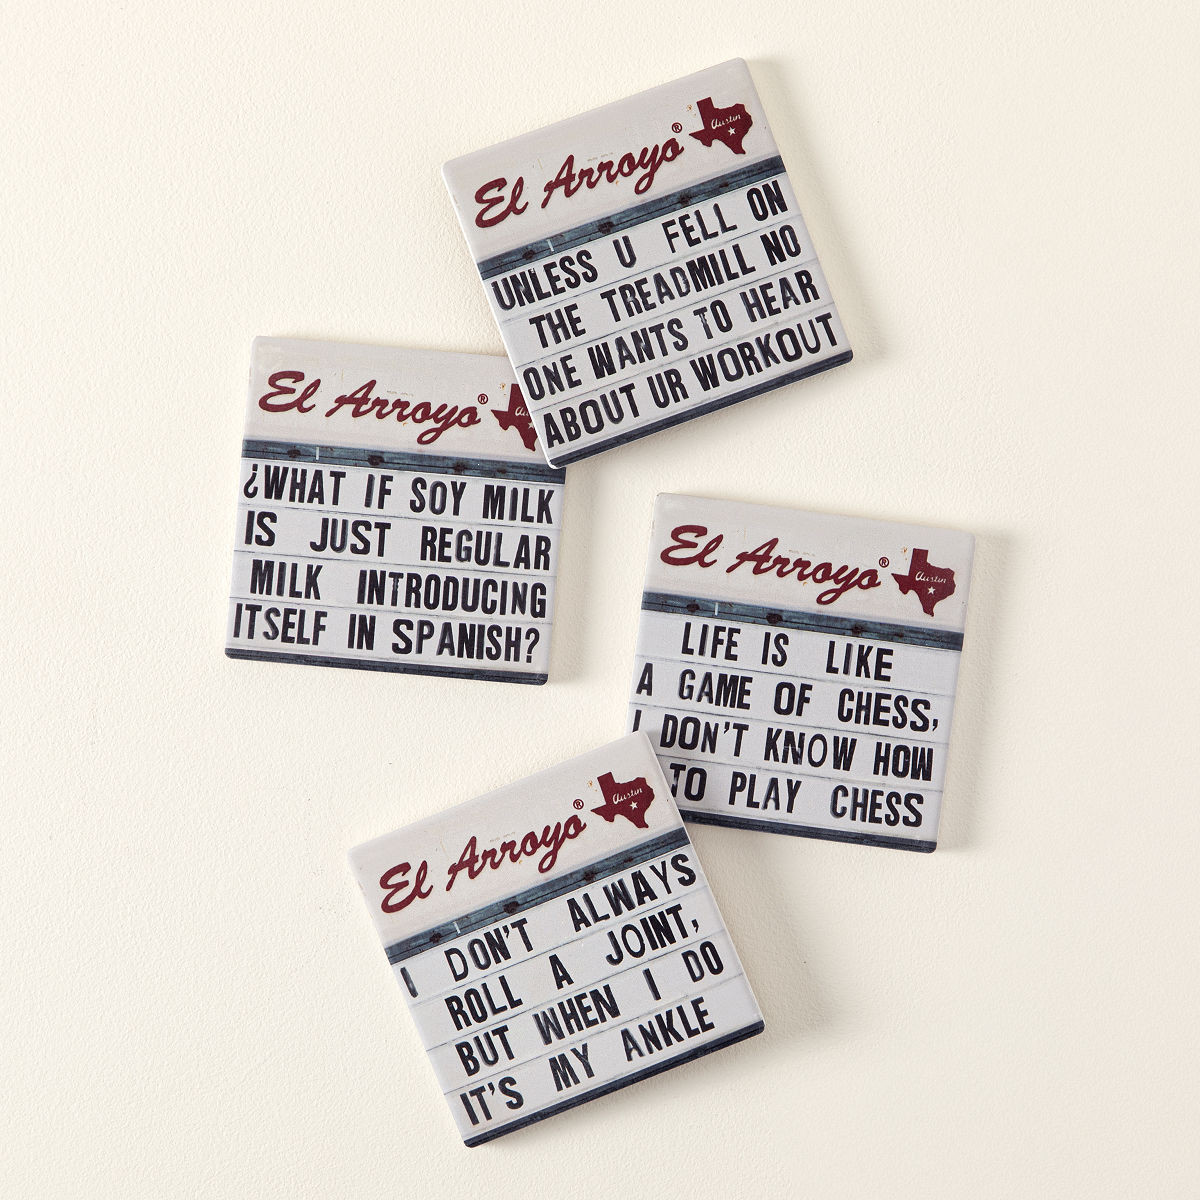 El Arroyo®
Austin
UNLESS U FELL ON
THE TREADMILL NO
ONE WANTS TO HEAR
ABOUT UR WORKOUT
El Arroyo®
¿WHAT IF SOY MILK
IS JUST REGULAR
MILK INTRODUCING
ITSELF IN SPANISH?
El Arroyo®
Austin
LIFE IS LIKE
A GAME OF CHESS,
I DON'T KNOW HOW
TO PLAY CHESS
El Arroyo®
Austin
I DON'T ALWAYS
ROLL A JOINT,
BUT WHEN I DO
IT'S MY ANKLE